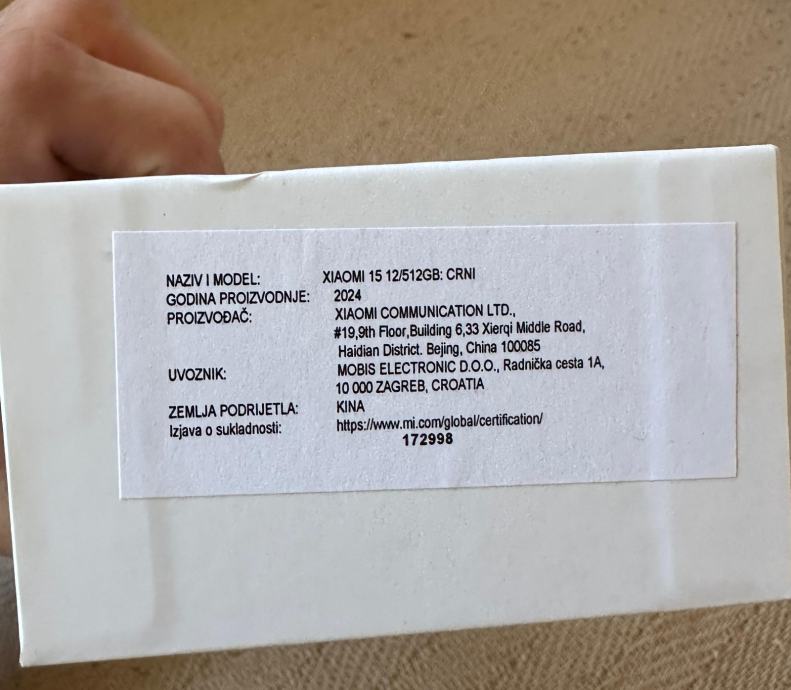 NAZIV I MODEL: XIAOMI 15 12/512GB: CRNI
GODINA PROIZVODNJE: 2024
PROIZVOĐAČ: XIAOMI COMMUNICATION LTD.,
#19,9th Floor,Building 6,33 Xierqi Middle Road,
Haidian District. Bejing, China 100085
UVOZNIK: MOBIS ELECTRONIC D.O.O., Radnička cesta 1A,
10 000 ZAGREB, CROATIA
ZEMLJA PODRIJETLA: KINA
Izjava o sukladnosti: https://www.mi.com/global/certification/
172998